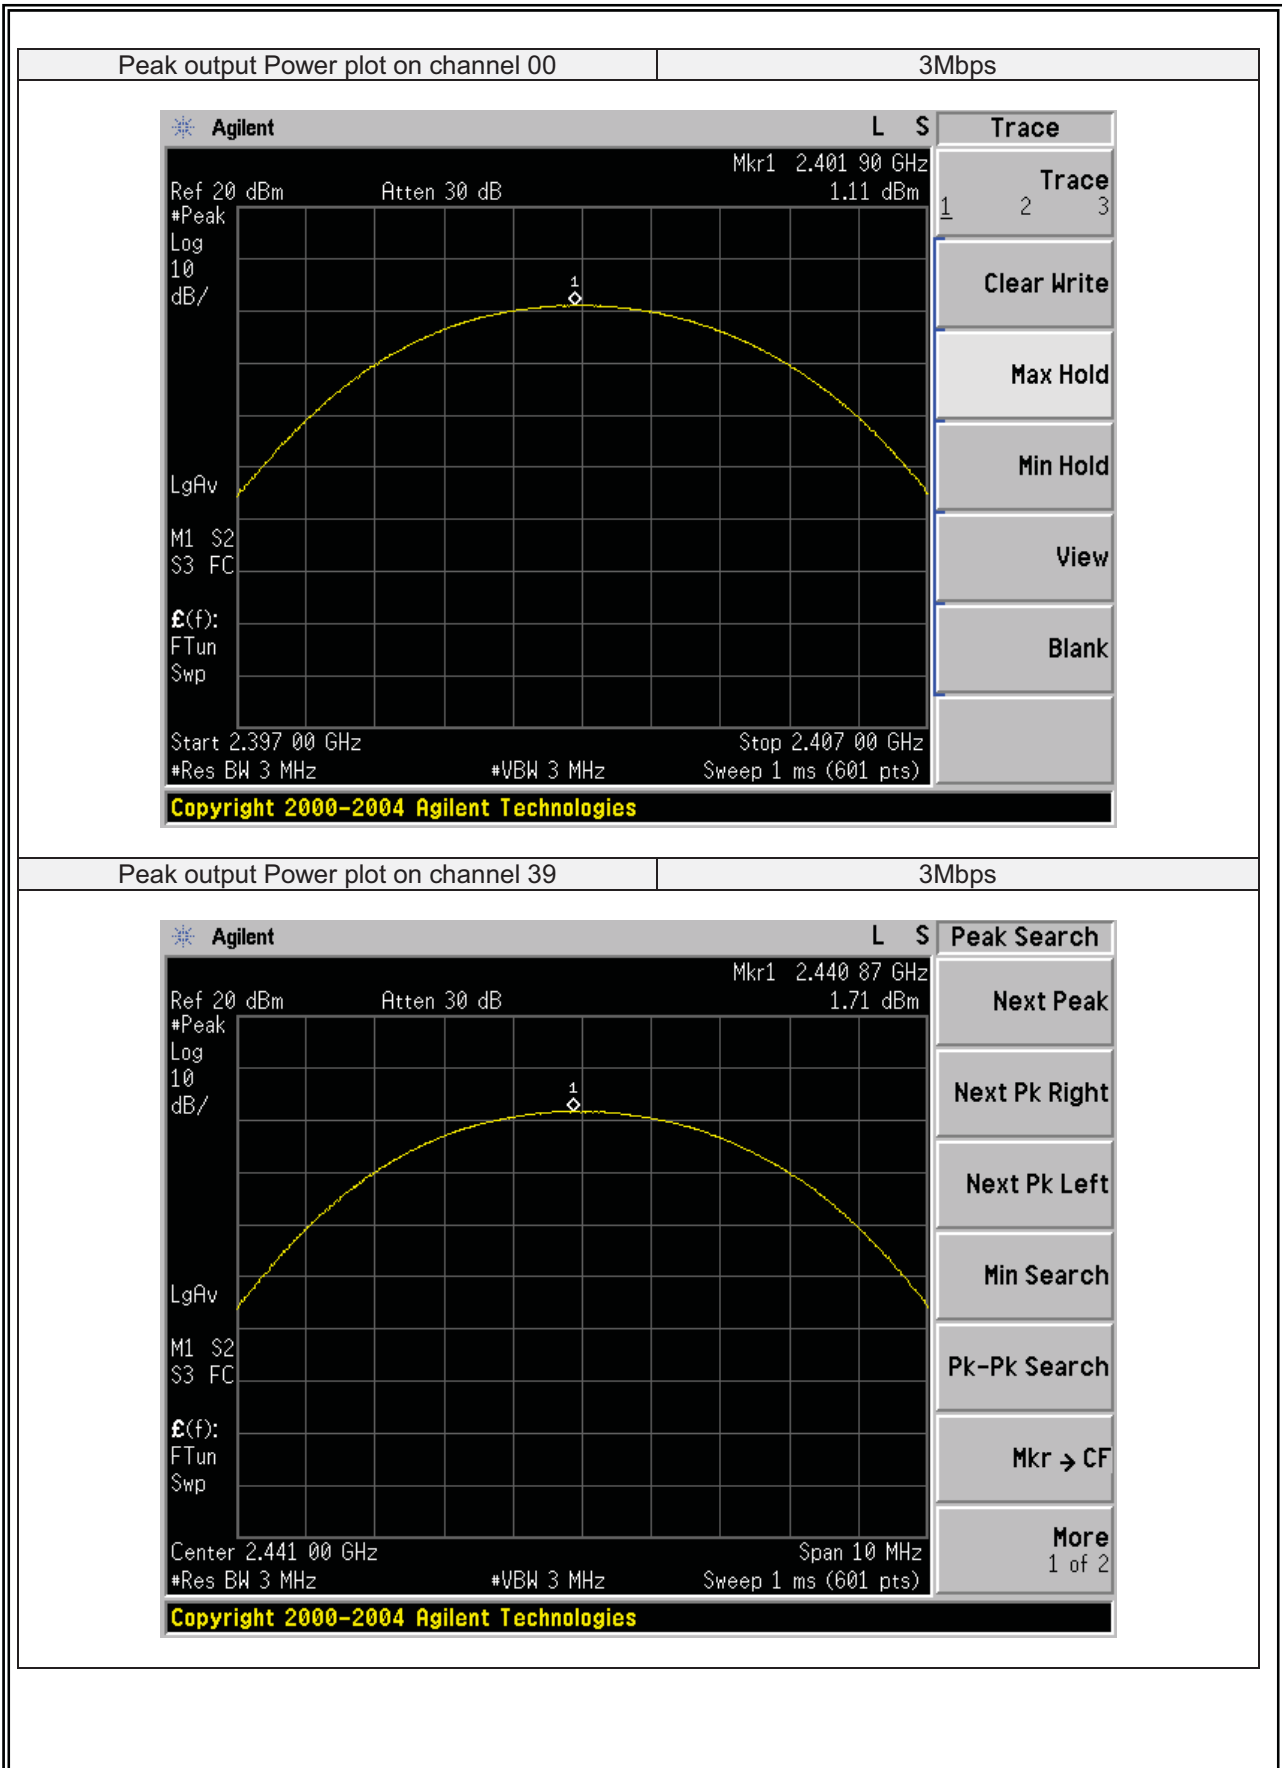 Peak output Power plot on channel 00 3Mbps
Agilent L S Trace
Mkr1 2.401 90 GHz
Ref 20 dBm Atten 30 dB 1.11 dBm
#Peak
Log
10
dB/
1
LgAv
M1 S2
S3 FC
£(f):
FTun
Swp
Start 2.397 00 GHz Stop 2.407 00 GHz
#Res BW 3 MHz #VBW 3 MHz Sweep 1 ms (601 pts)
Copyright 2000-2004 Agilent Technologies
Trace
1 2 3
Clear Write
Max Hold
Min Hold
View
Blank
Peak output Power plot on channel 39 3Mbps
Agilent L S Peak Search
Mkr1 2.440 87 GHz
Ref 20 dBm Atten 30 dB 1.71 dBm
#Peak
Log
10
dB/
1
LgAv
M1 S2
S3 FC
£(f):
FTun
Swp
Center 2.441 00 GHz Span 10 MHz
#Res BW 3 MHz #VBW 3 MHz Sweep 1 ms (601 pts)
Copyright 2000-2004 Agilent Technologies
Next Peak
Next Pk Right
Next Pk Left
Min Search
Pk-Pk Search
Mkr → CF
More
1 of 2